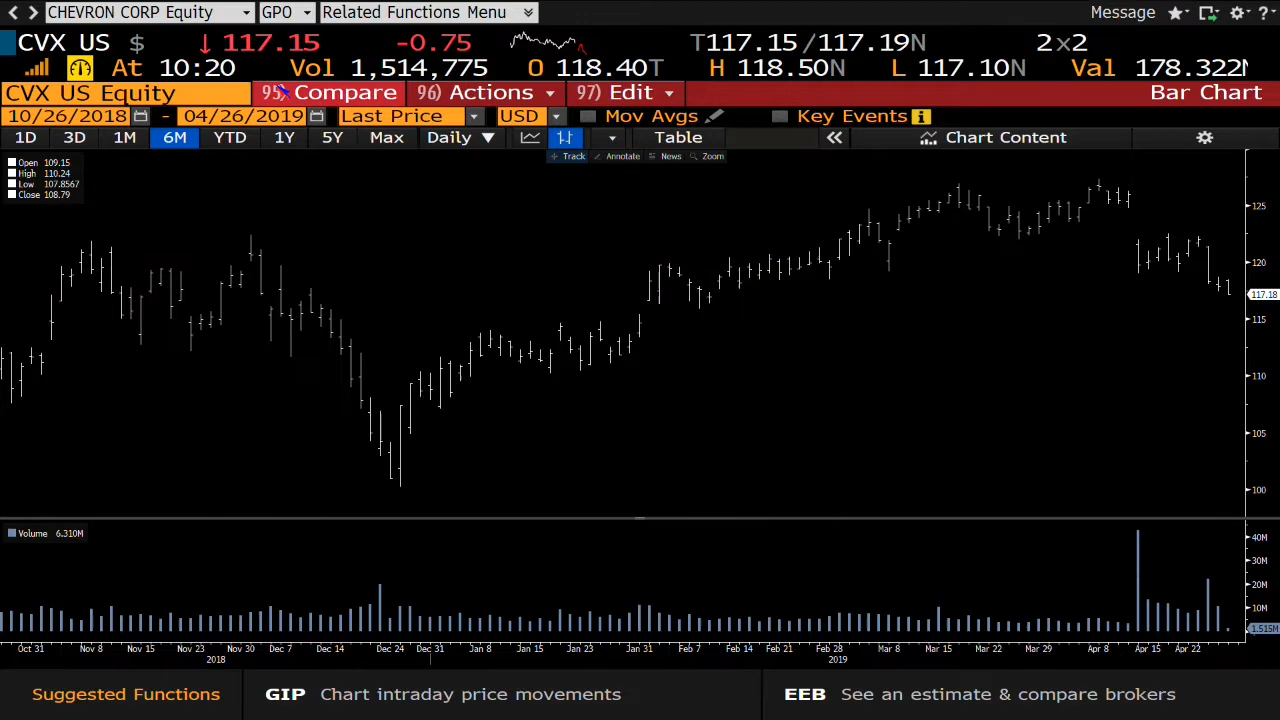 CHEVRON CORP Equity GPO Related Functions Menu Message ?
CVX US $ ↓ 117.15 -0.75 T117.15/117.19N 2x2
At 10:20 Vol 1,514,775 O 118.40T H 118.50N L 117.10N Val 178.322M
CVX US Equity 95) Compare 96) Actions 97) Edit Bar Chart
10/26/2018 - 04/26/2019 Last Price USD Mov Avgs Key Events i
1D 3D 1M 6M YTD 1Y 5Y Max Daily ▼ Table « Chart Content
Track Annotate News Zoom
Open 109.15
High 110.24
Low 107.8567
Close 108.79
125
120
117.18
115
110
105
100
Volume 6.310M
40M
30M
20M
10M
1.515M
Oct 31 Nov 8 Nov 15 Nov 23 Nov 30 Dec 7 Dec 14 Dec 24 Dec 31 Jan 8 Jan 15 Jan 23 Jan 31 Feb 7 Feb 14 Feb 21 Feb 28 Mar 8 Mar 15 Mar 22 Mar 29 Apr 8 Apr 15 Apr 22
2018 2019
Suggested Functions GIP Chart intraday price movements EEB See an estimate & compare brokers